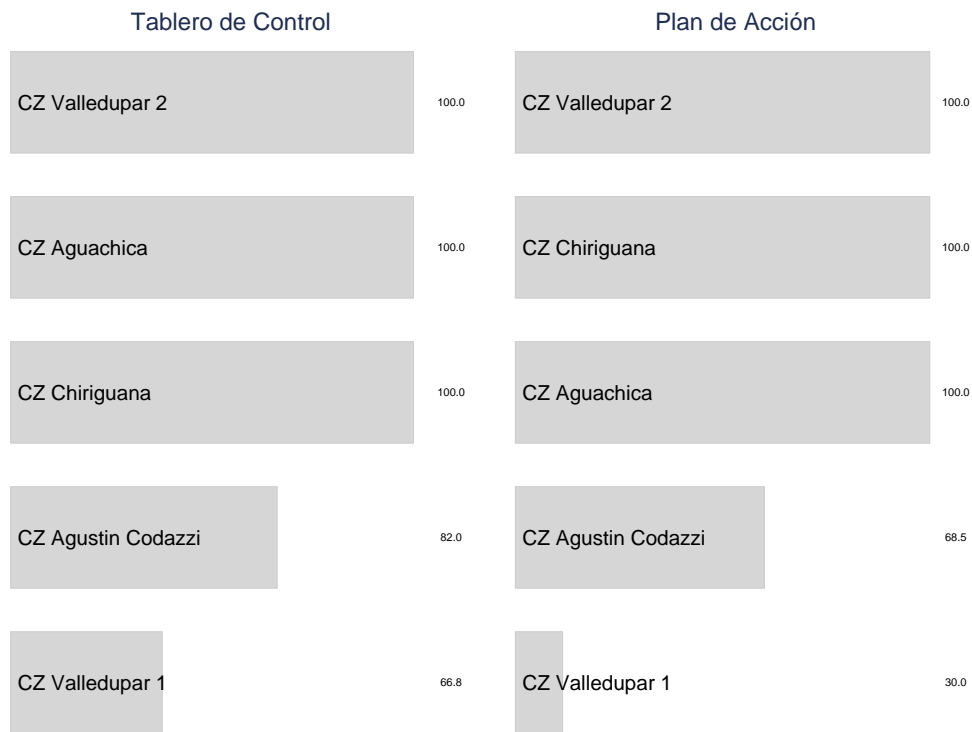 Tablero de Control
CZ Valledupar 2 100.0
CZ Aguachica 100.0
CZ Chiriguana 100.0
CZ Agustin Codazzi 82.0
CZ Valledupar 1 66.8
Plan de Acción
CZ Valledupar 2 100.0
CZ Chiriguana 100.0
CZ Aguachica 100.0
CZ Agustin Codazzi 68.5
CZ Valledupar 1 30.0